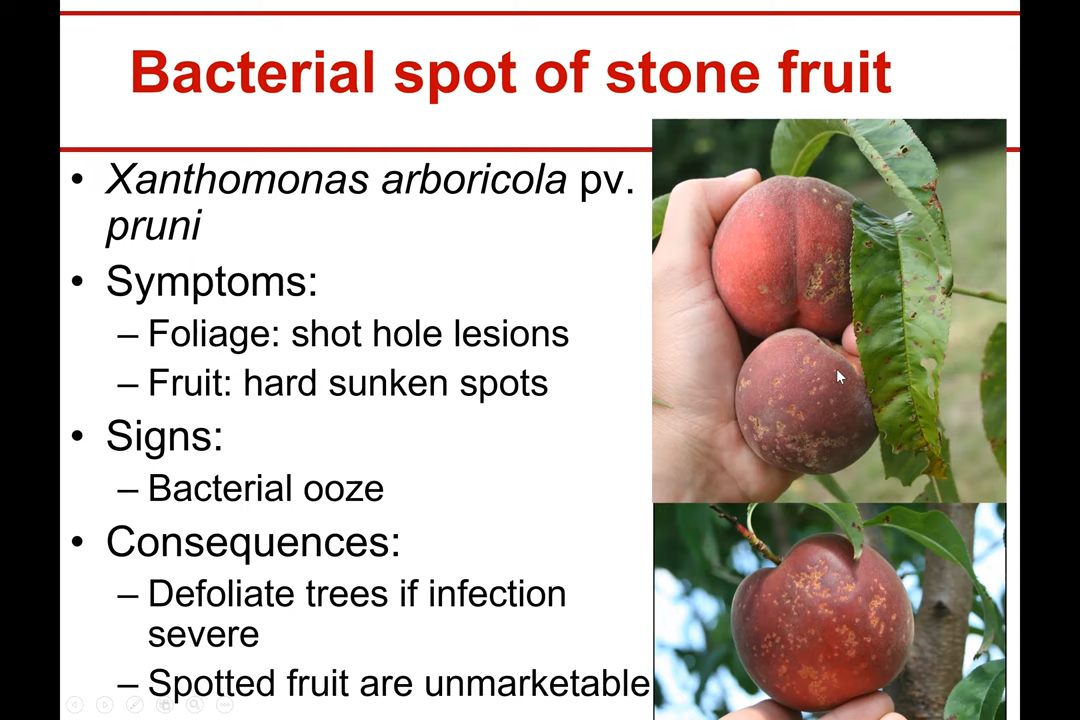 Bacterial spot of stone fruit
• Xanthomonas arboricola pv.
pruni
• Symptoms:
– Foliage: shot hole lesions
– Fruit: hard sunken spots
• Signs:
– Bacterial ooze
• Consequences:
– Defoliate trees if infection
severe
– Spotted fruit are unmarketable